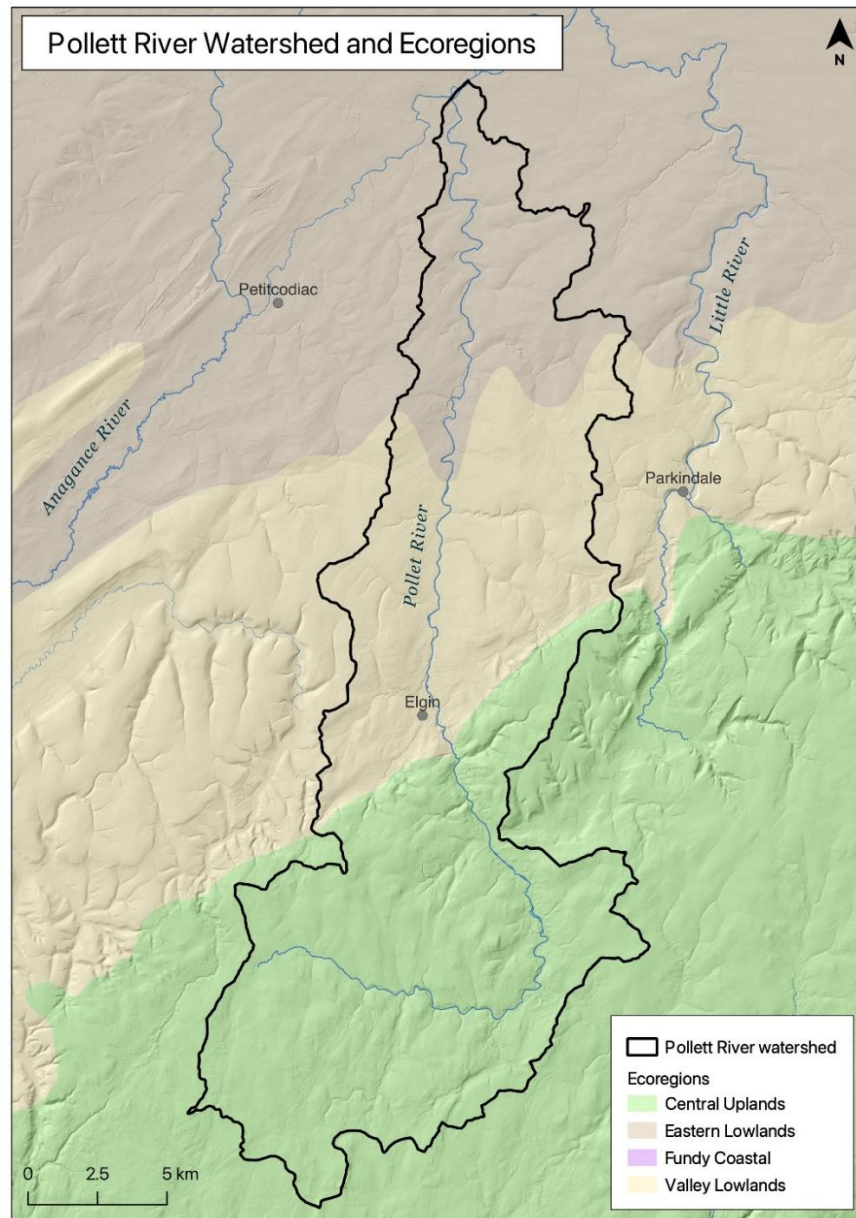 Pollett River Watershed and Ecoregions
N
Petitcodiac
Little River
Anagance River
Parkindale
Pollet River
Elgin
Pollett River watershed
Ecoregions
Central Uplands
Eastern Lowlands
Fundy Coastal
Valley Lowlands
0 2.5 5 km